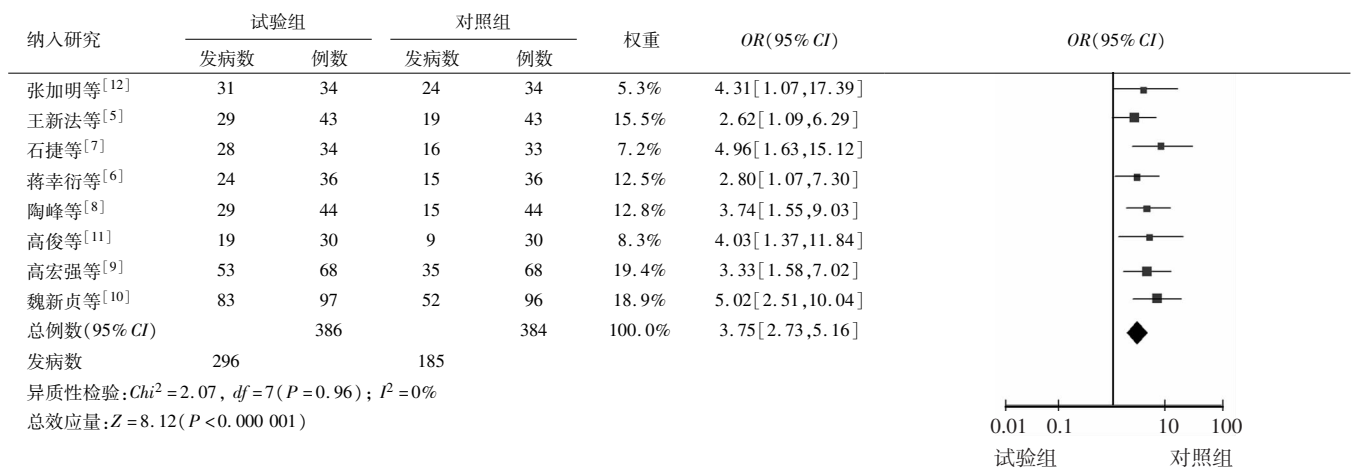 纳入研究 试验组 对照组 权重 OR(95% CI) OR(95% CI)
发病数 例数 发病数 例数
张加明等[12] 31 34 24 34 5.3% 4.31[1.07,17.39]
王新法等[5] 29 43 19 43 15.5% 2.62[1.09,6.29]
石捷等[7] 28 34 16 33 7.2% 4.96[1.63,15.12]
蒋幸衍等[6] 24 36 15 36 12.5% 2.80[1.07,7.30]
陶峰等[8] 29 44 15 44 12.8% 3.74[1.55,9.03]
高俊等[11] 19 30 9 30 8.3% 4.03[1.37,11.84]
高宏强等[9] 53 68 35 68 19.4% 3.33[1.58,7.02]
魏新贞等[10] 83 97 52 96 18.9% 5.02[2.51,10.04]
总例数(95% CI) 386 384 100.0% 3.75[2.73,5.16]
发病数 296 185
异质性检验:Chi²=2.07, df=7(P=0.96); I²=0%
总效应量:Z=8.12(P<0.000 001)
0.01 0.1 10 100
试验组 对照组